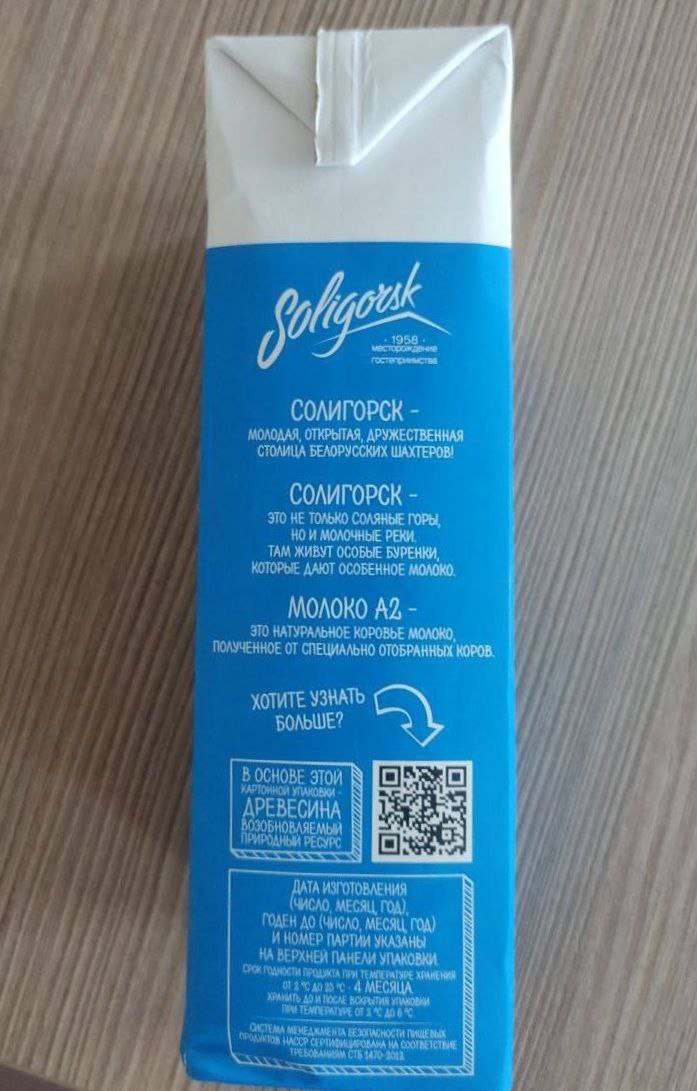 Soligorsk
· 1958 ·
месторождение
гостеприимства
СОЛИГОРСК –
МОЛОДАЯ, ОТКРЫТАЯ, ДРУЖЕСТВЕННАЯ
СТОЛИЦА БЕЛОРУССКИХ ШАХТЕРОВ!
СОЛИГОРСК –
ЭТО НЕ ТОЛЬКО СОЛЯНЫЕ ГОРЫ,
НО И МОЛОЧНЫЕ РЕКИ.
ТАМ ЖИВУТ ОСОБЫЕ БУРЕНКИ,
КОТОРЫЕ ДАЮТ ОСОБЕННОЕ МОЛОКО.
МОЛОКО А2 –
ЭТО НАТУРАЛЬНОЕ КОРОВЬЕ МОЛОКО,
ПОЛУЧЕННОЕ ОТ СПЕЦИАЛЬНО ОТОБРАННЫХ КОРОВ.
ХОТИТЕ УЗНАТЬ
БОЛЬШЕ?
В ОСНОВЕ ЭТОЙ
КАРТОННОЙ УПАКОВКИ –
ДРЕВЕСИНА
ВОЗОБНОВЛЯЕМЫЙ
ПРИРОДНЫЙ РЕСУРС
ДАТА ИЗГОТОВЛЕНИЯ
(ЧИСЛО, МЕСЯЦ, ГОД),
ГОДЕН ДО (ЧИСЛО, МЕСЯЦ, ГОД)
И НОМЕР ПАРТИИ УКАЗАНЫ
НА ВЕРХНЕЙ ПАНЕЛИ УПАКОВКИ.
СРОК ГОДНОСТИ ПРОДУКТА ПРИ ТЕМПЕРАТУРЕ ХРАНЕНИЯ
ОТ 2 °С ДО 25 °С - 4 МЕСЯЦА.
ХРАНИТЬ ДО И ПОСЛЕ ВСКРЫТИЯ УПАКОВКИ
ПРИ ТЕМПЕРАТУРЕ ОТ 2 °С ДО 6 °С
СИСТЕМА МЕНЕДЖМЕНТА БЕЗОПАСНОСТИ ПИЩЕВЫХ
ПРОДУКТОВ НАССР СЕРТИФИЦИРОВАНА НА СООТВЕТСТВИЕ
ТРЕБОВАНИЯМ СТБ 1470-2012.